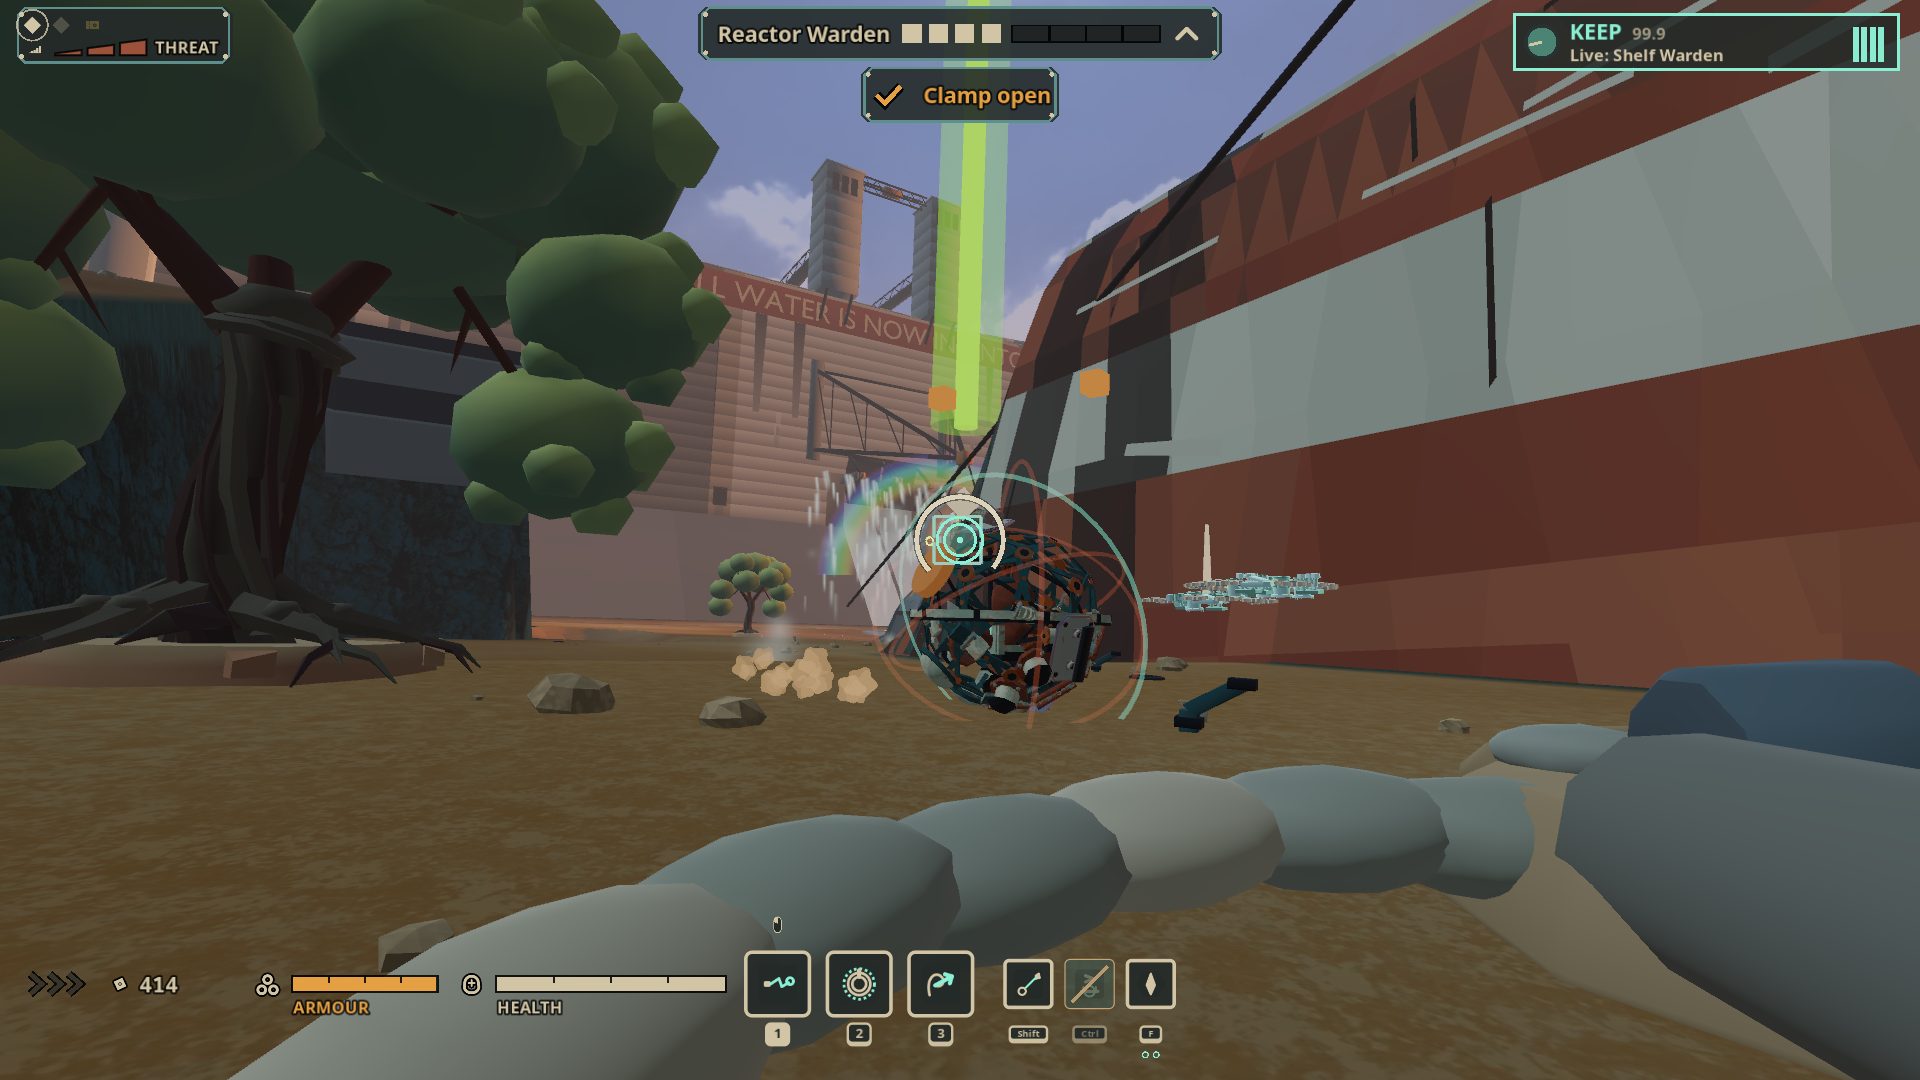 THREAT
Reactor Warden
KEEP 99.9
Live: Shelf Warden
Clamp open
WATER IS NOW IN
414
ARMOUR
HEALTH
1
2
3
Shift
Ctrl
F